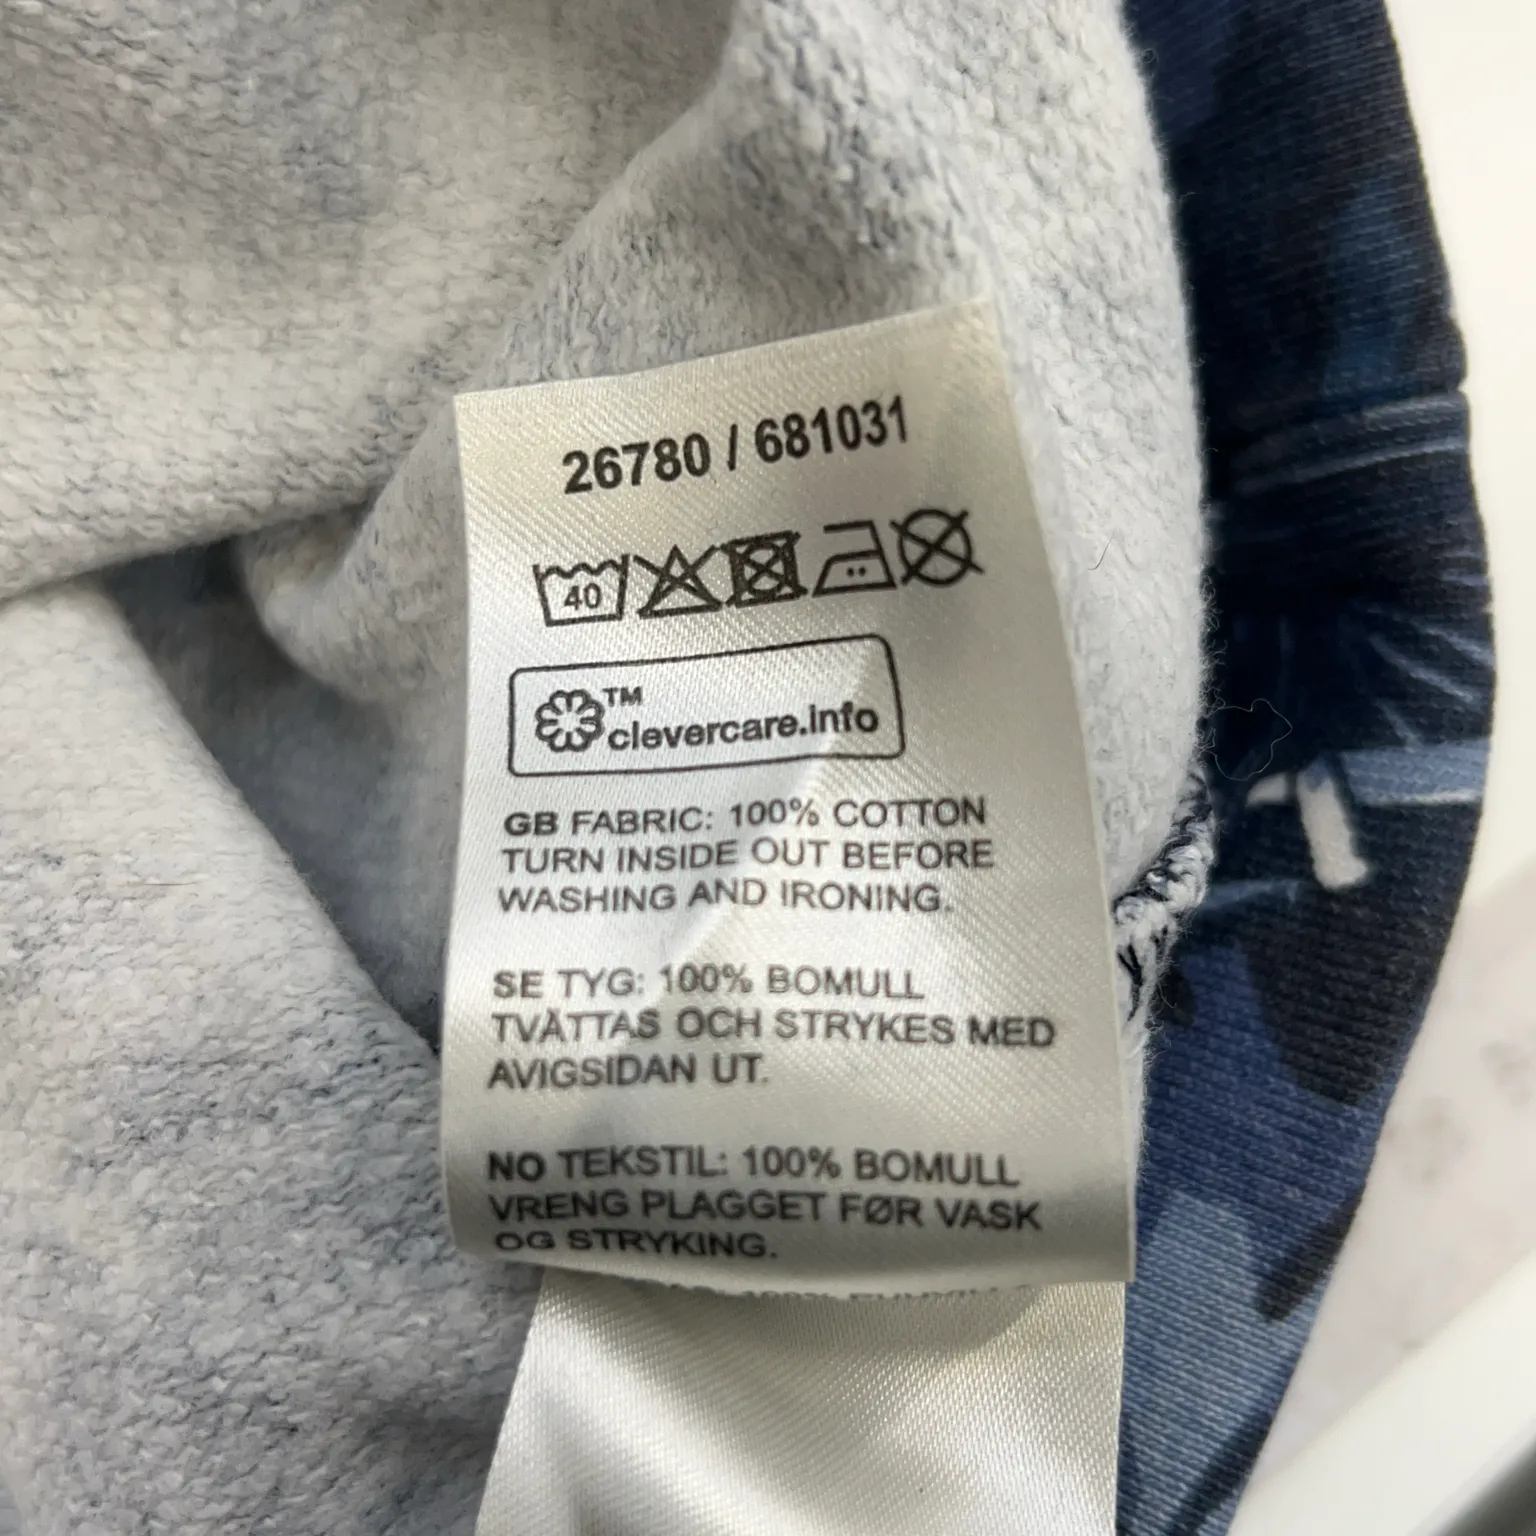 26780 / 681031
40
TM
clevercare.info
GB FABRIC: 100% COTTON
TURN INSIDE OUT BEFORE
WASHING AND IRONING.
SE TYG: 100% BOMULL
TVÄTTAS OCH STRYKES MED
AVIGSIDAN UT.
NO TEKSTIL: 100% BOMULL
VRENG PLAGGET FØR VASK
OG STRYKING.